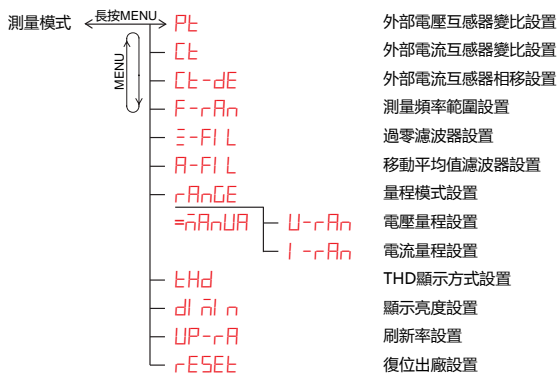 測量模式 長按MENU Pt 外部電壓互感器變比設置
Ct 外部電流互感器變比設置
MENU Ct-dE 外部電流互感器相移設置
F-rAn 測量頻率範圍設置
Ξ-FIL 過零濾波器設置
A-FIL 移動平均值濾波器設置
rAnGE 量程模式設置
=mAnUA U-rAn 電壓量程設置
I-rAn 電流量程設置
tHd THD顯示方式設置
dImIn 顯示亮度設置
UP-rA 刷新率設置
rESEt 復位出廠設置